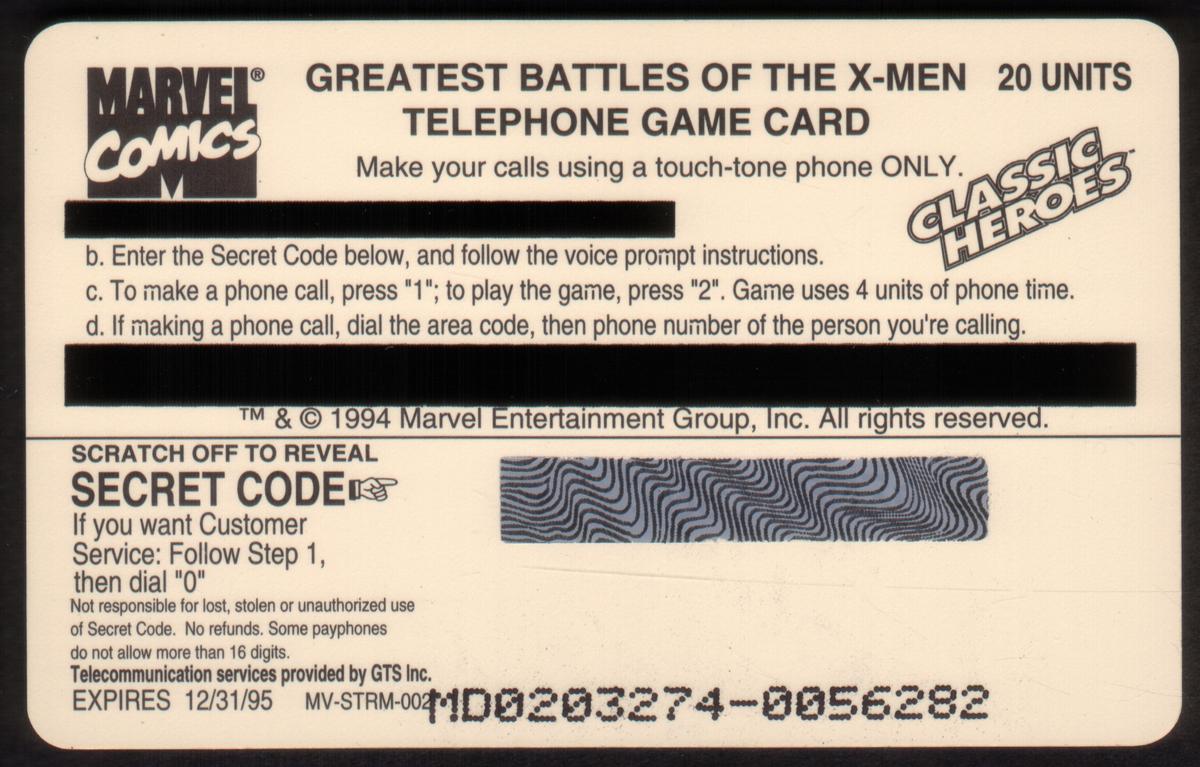 MARVEL®
COMICS
GREATEST BATTLES OF THE X-MEN 20 UNITS
TELEPHONE GAME CARD
Make your calls using a touch-tone phone ONLY.
CLASSIC
HEROES™
b. Enter the Secret Code below, and follow the voice prompt instructions.
c. To make a phone call, press "1"; to play the game, press "2". Game uses 4 units of phone time.
d. If making a phone call, dial the area code, then phone number of the person you're calling.
™ & © 1994 Marvel Entertainment Group, Inc. All rights reserved.
SCRATCH OFF TO REVEAL
SECRET CODE☞
If you want Customer
Service: Follow Step 1,
then dial "0"
Not responsible for lost, stolen or unauthorized use
of Secret Code. No refunds. Some payphones
do not allow more than 16 digits.
Telecommunication services provided by GTS Inc.
EXPIRES 12/31/95 MV-STRM-002 MD0203274-0056282